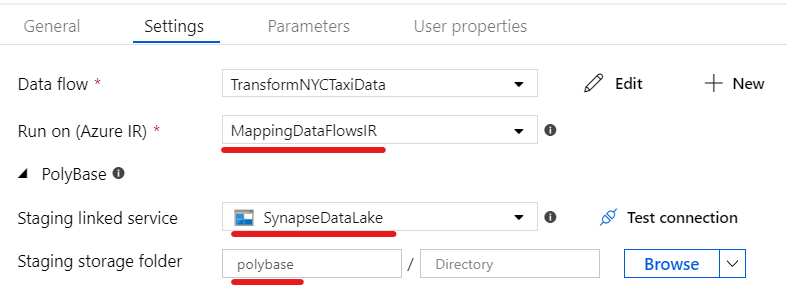 General Settings Parameters User properties
Data flow * TransformNYCTaxiData Edit New
Run on (Azure IR) * MappingDataFlowsIR
PolyBase
Staging linked service SynapseDataLake Test connection
Staging storage folder polybase / Directory Browse